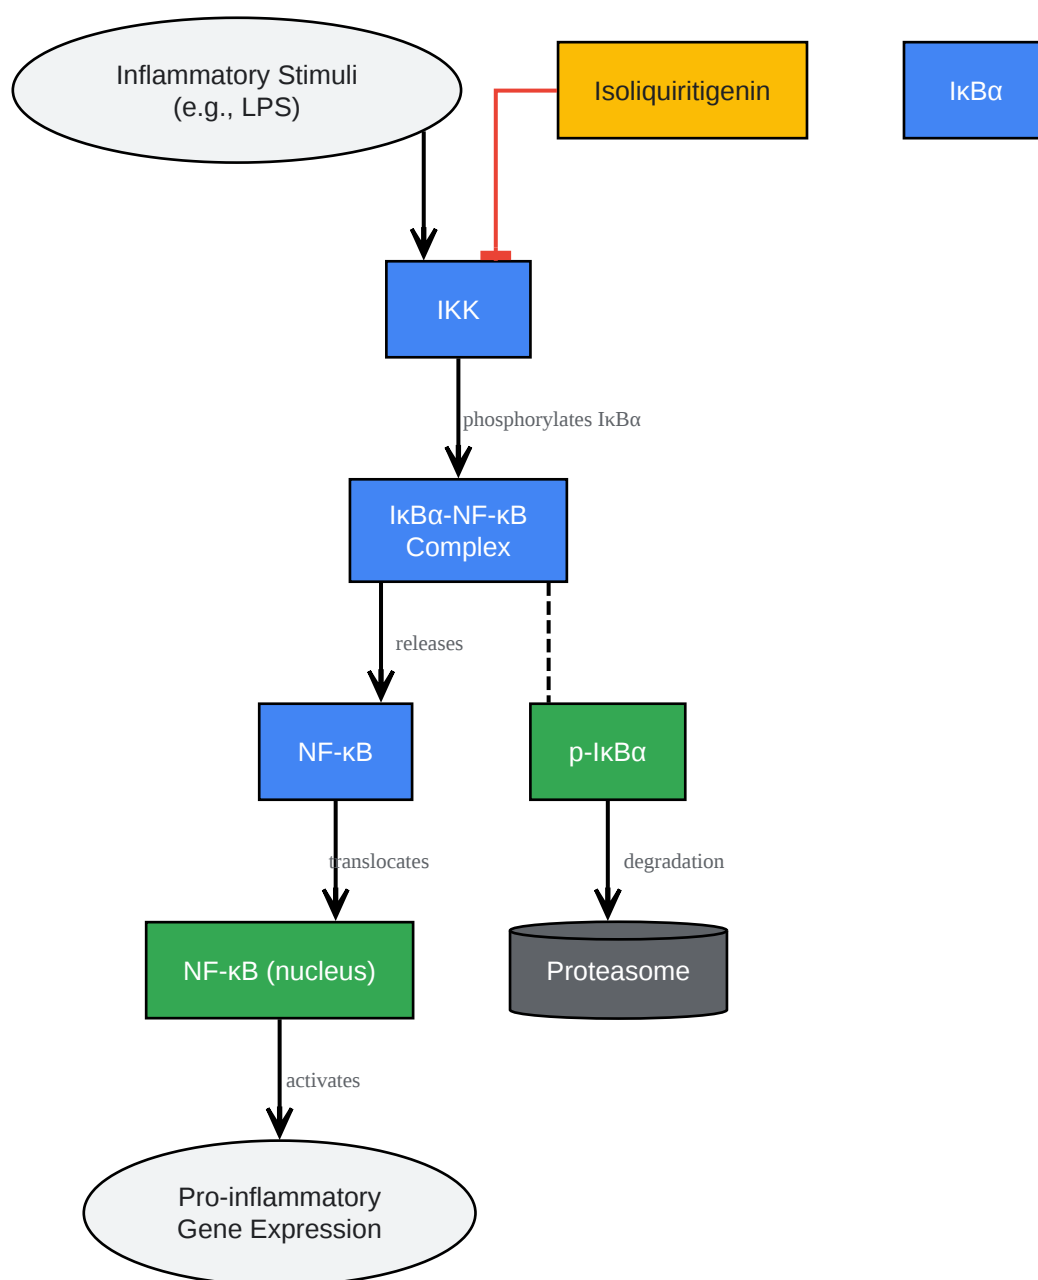 Inflammatory Stimuli
(e.g., LPS)
Isoliquiritigenin
IκBα
IKK
phosphorylates IκBα
IκBα-NF-κB
Complex
releases
NF-κB
p-IκBα
translocates
degradation
NF-κB (nucleus)
Proteasome
activates
Pro-inflammatory
Gene Expression